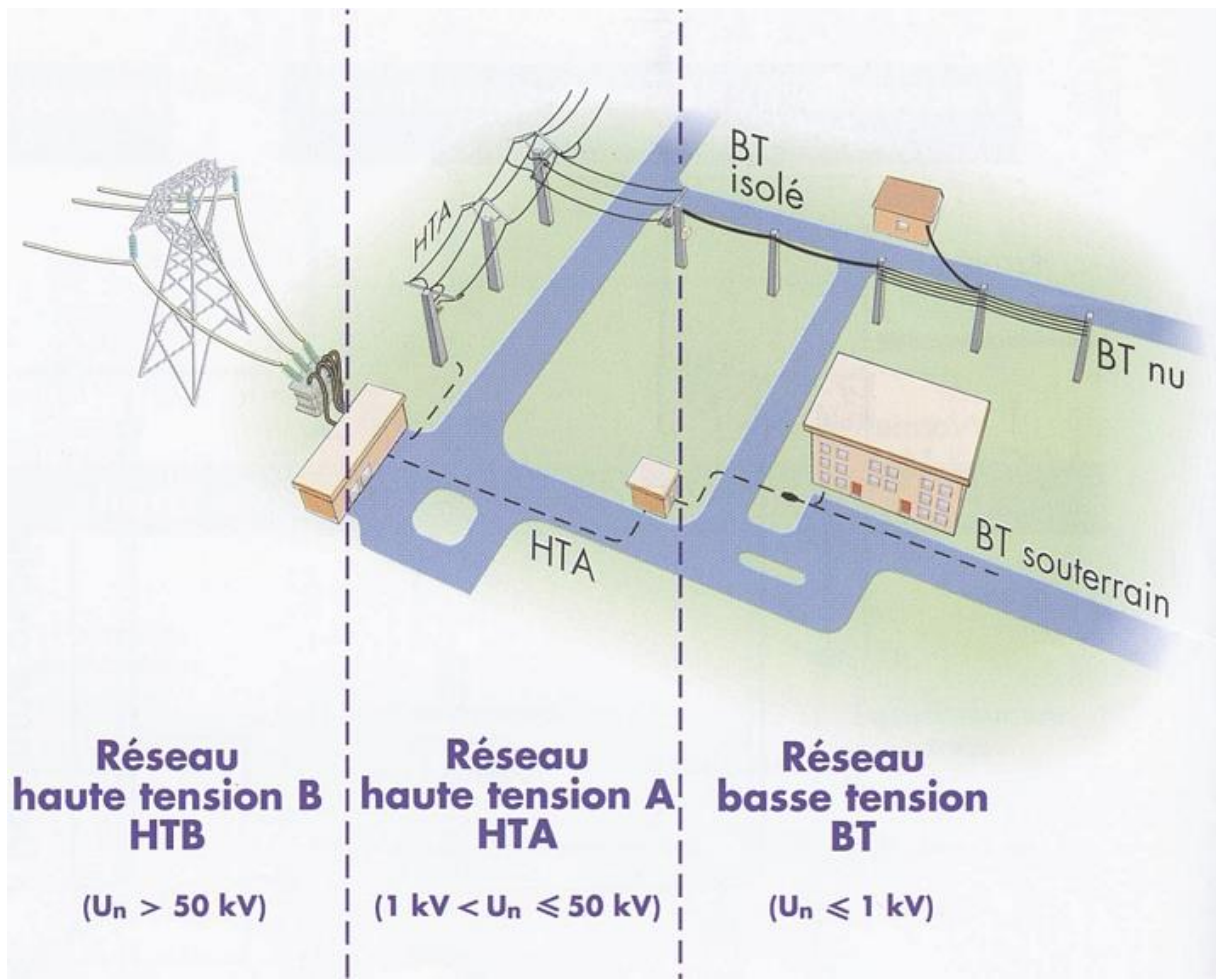 BT
isolé
HTA
BT nu
HTA
BT souterrain
Réseau
haute tension B
HTB
(Un > 50 kV)
Réseau
haute tension A
HTA
(1 kV < Un ⩽ 50 kV)
Réseau
basse tension
BT
(Un ⩽ 1 kV)